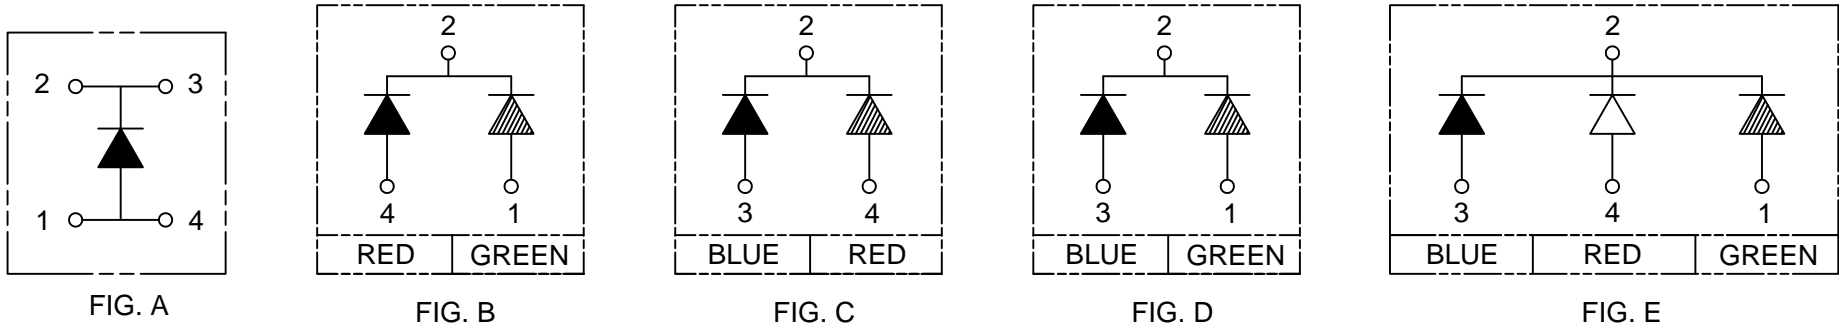 2 3
1 4
FIG. A
2
4 1
RED GREEN
FIG. B
2
3 4
BLUE RED
FIG. C
2
3 1
BLUE GREEN
FIG. D
2
3 4 1
BLUE RED GREEN
FIG. E